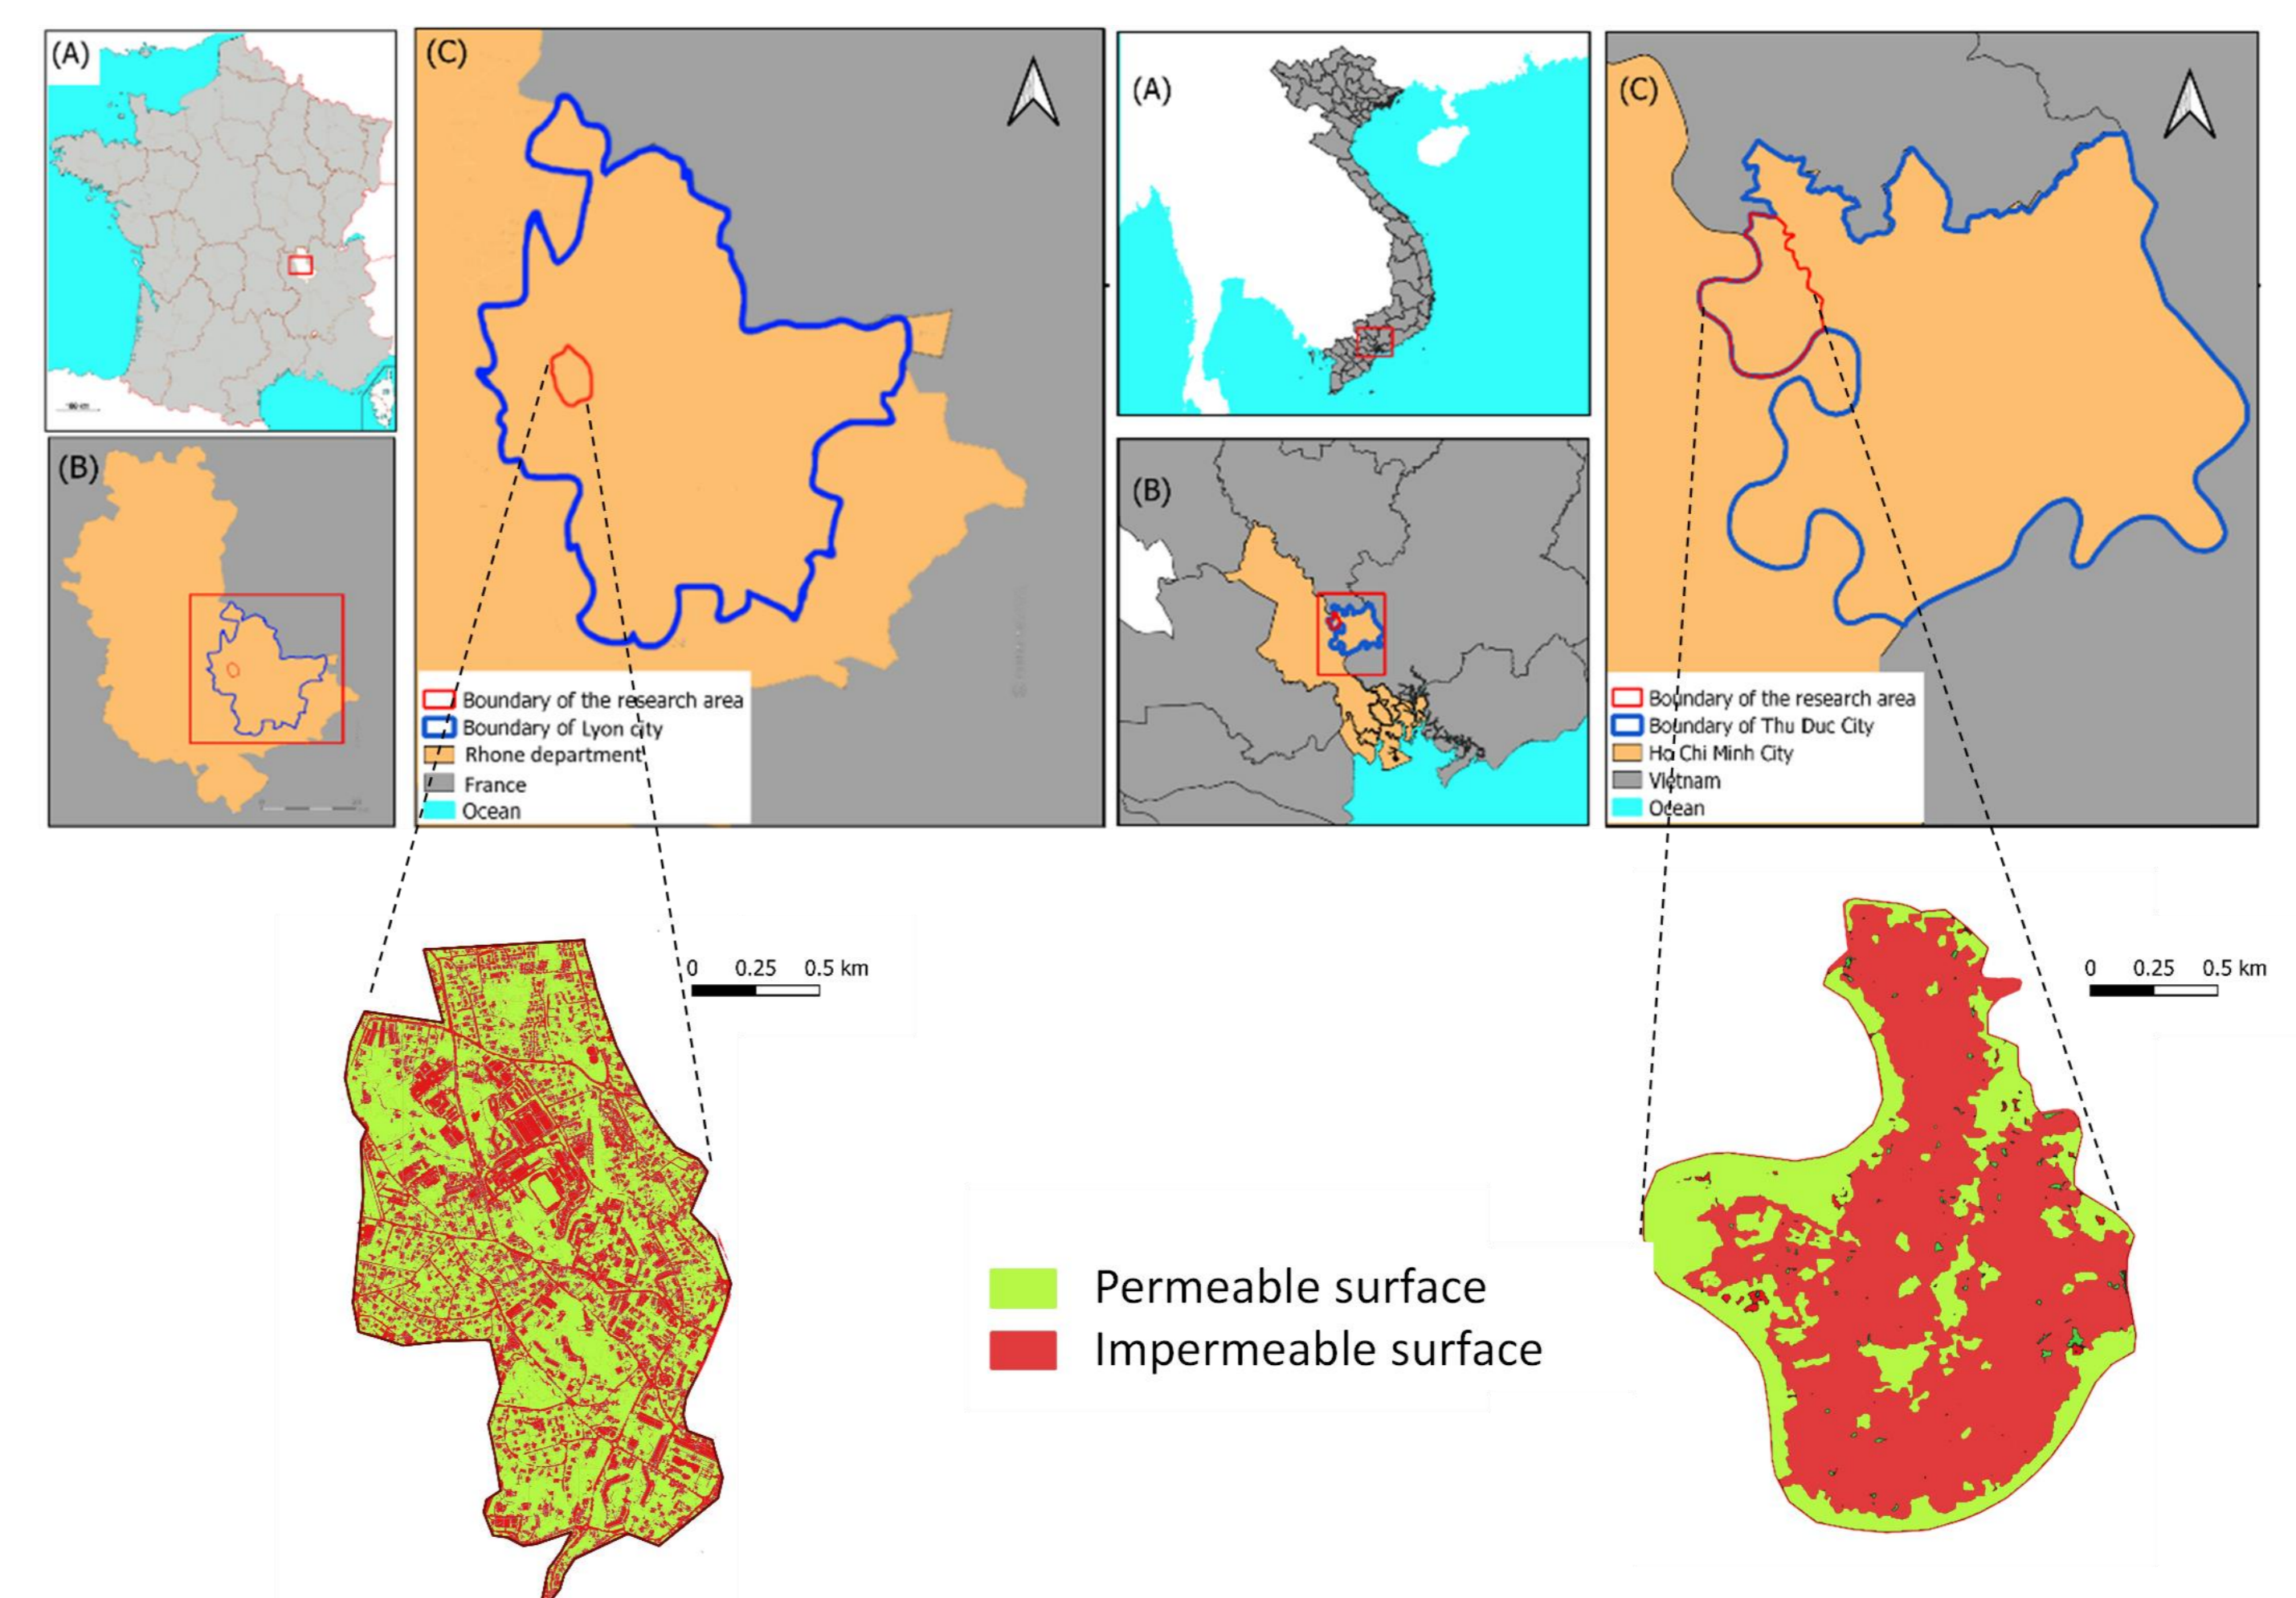 (A)
(B)
(C)
Boundary of the research area
Boundary of Lyon city
Rhone department
France
Ocean
(A)
(B)
(C)
Boundary of the research area
Boundary of Thu Duc City
Ho Chi Minh City
Vietnam
Ocean
0 0.25 0.5 km
0 0.25 0.5 km
Permeable surface
Impermeable surface